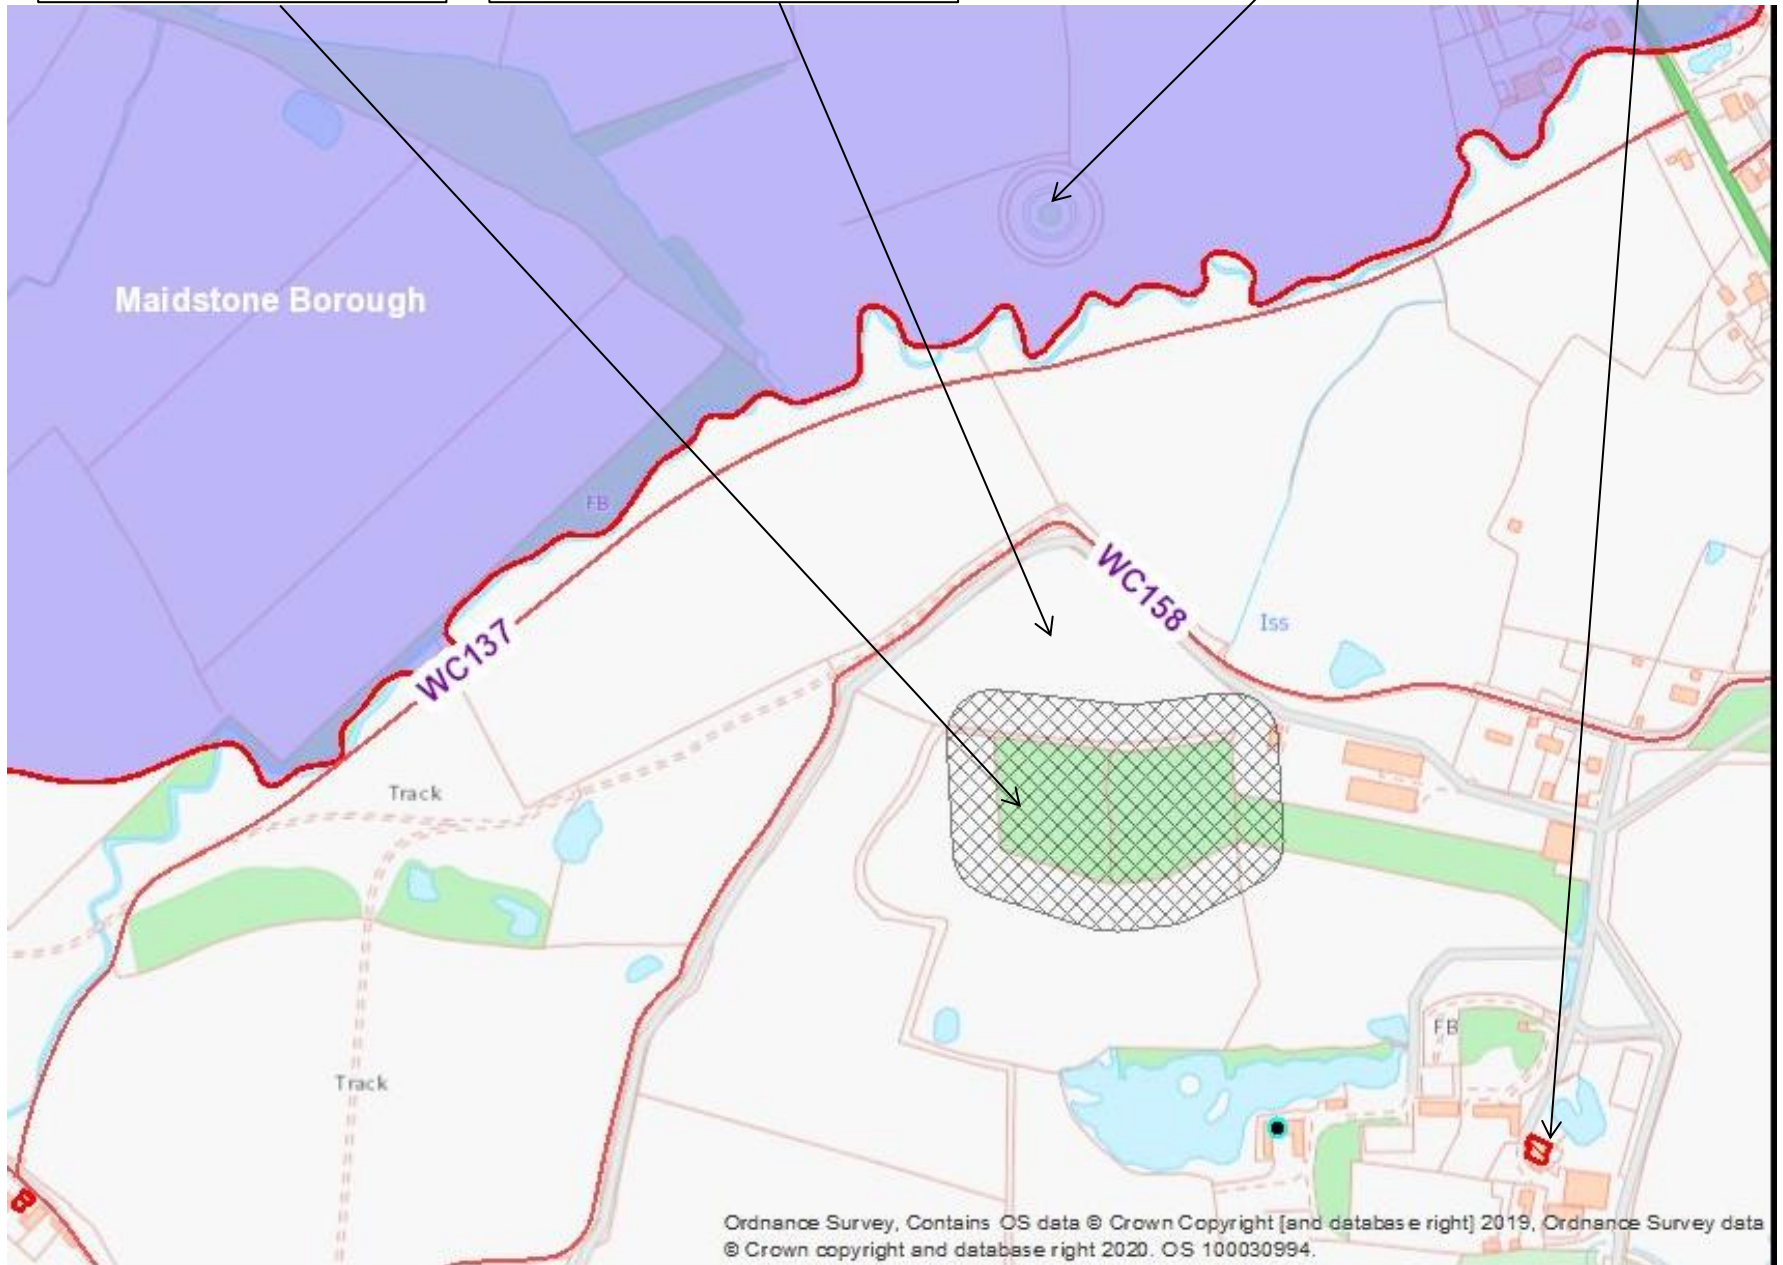 Maidstone Borough
FB
WC137
WC158
Iss
Track
FB
Track
Ordnance Survey, Contains OS data © Crown Copyright [and database right] 2019, Ordnance Survey data
© Crown copyright and database right 2020. OS 100030994.